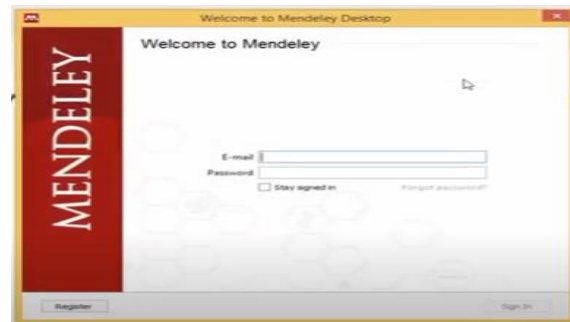 Welcome to Mendeley Desktop
Welcome to Mendeley
MENDELEY
E-mail
Password
Stay signed in
Forgot password?
Register
Sign In